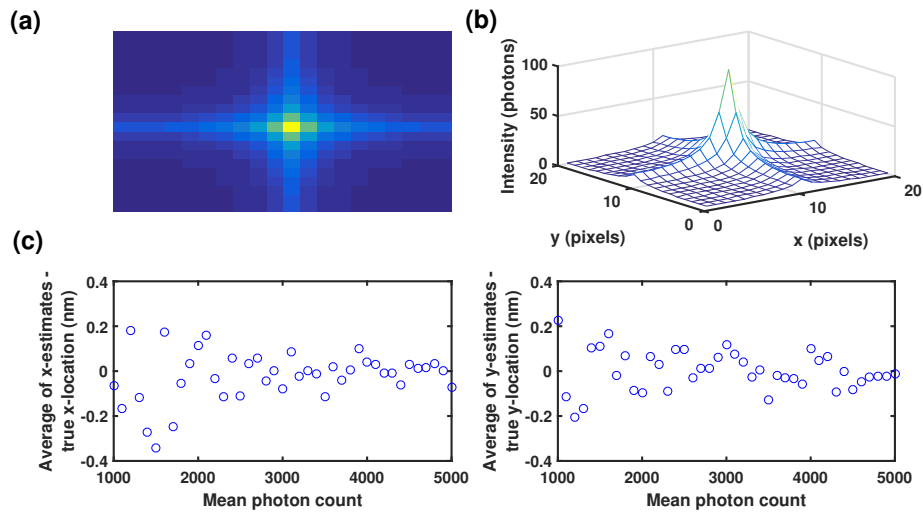 (a)
(b)
100
50
0
20
10
0
0
10
20
Intensity (photons)
y (pixels)
x (pixels)
(c)
0.4
0.2
0
-0.2
-0.4
1000
2000
3000
4000
5000
Average of x-estimates -
true x-location (nm)
Mean photon count
0.4
0.2
0
-0.2
-0.4
1000
2000
3000
4000
5000
Average of y-estimates -
true y-location (nm)
Mean photon count